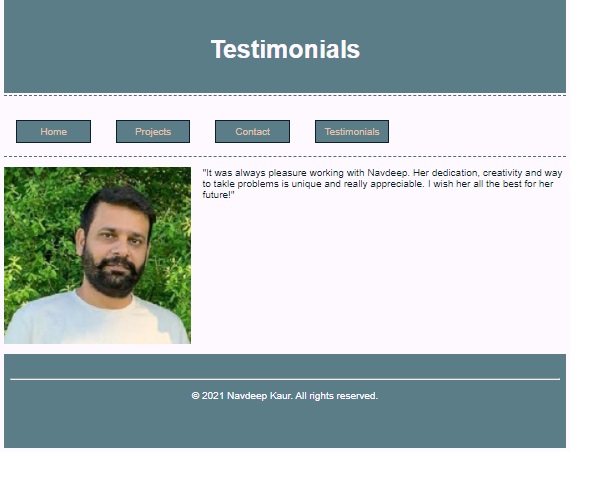 Testimonials
Home
Projects
Contact
Testimonials
"It was always pleasure working with Navdeep. Her dedication, creativity and way
to takle problems is unique and really appreciable. I wish her all the best for her
future!"
© 2021 Navdeep Kaur. All rights reserved.